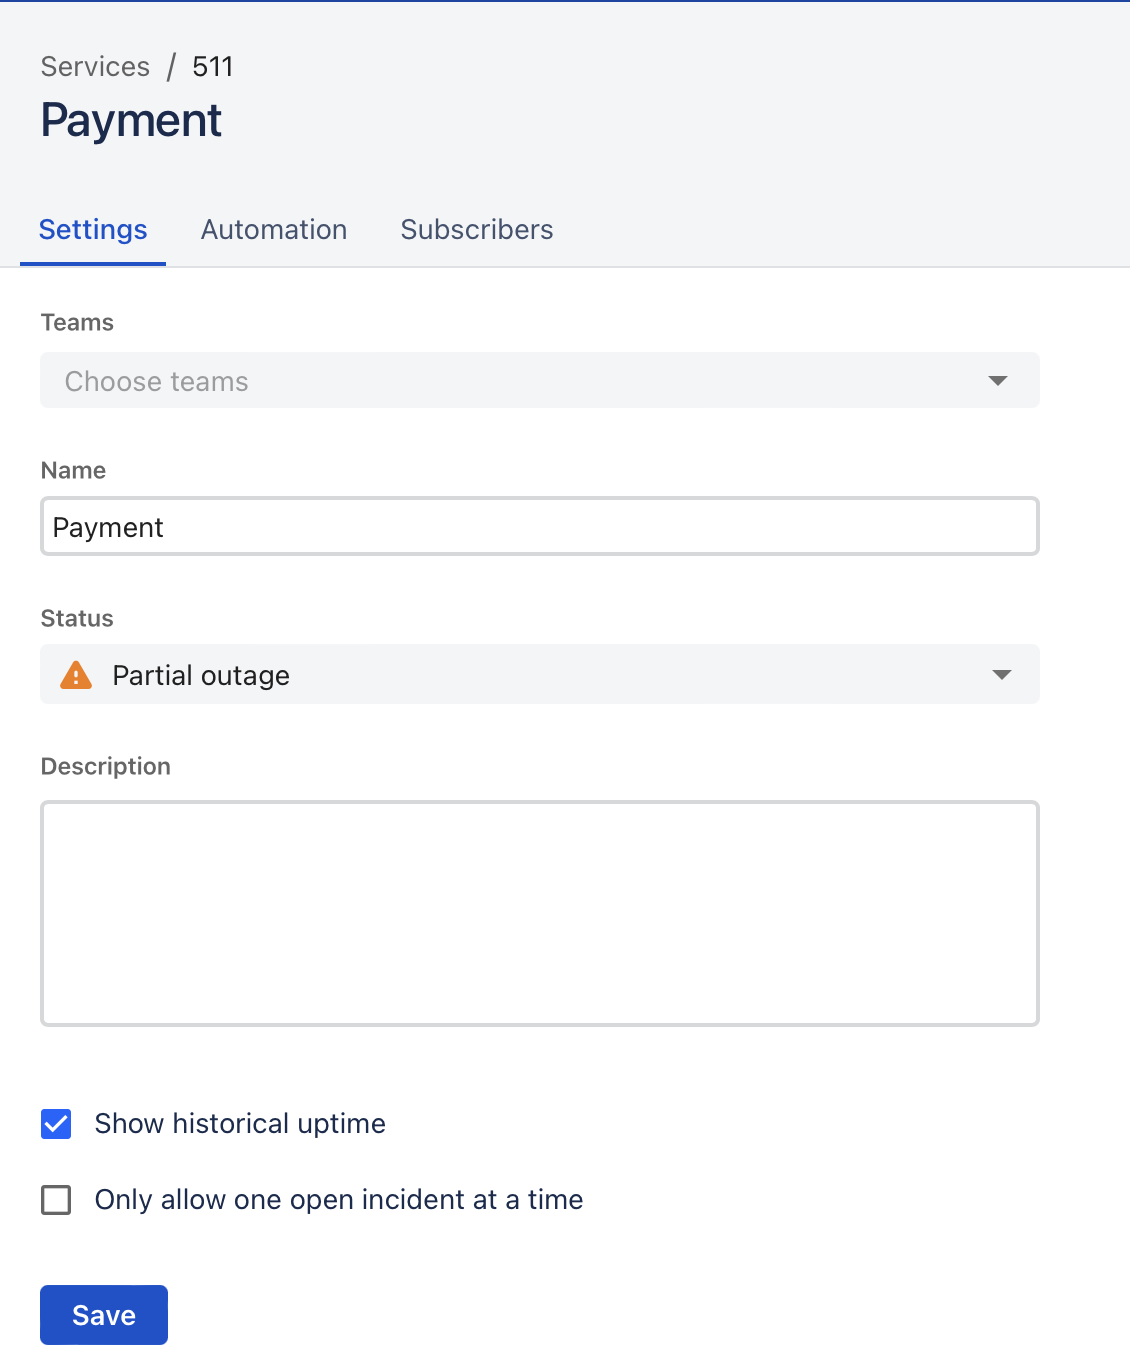 Services / 511
Payment
Settings Automation Subscribers
Teams
Choose teams
Name
Payment
Status
Partial outage
Description
Show historical uptime
Only allow one open incident at a time
Save